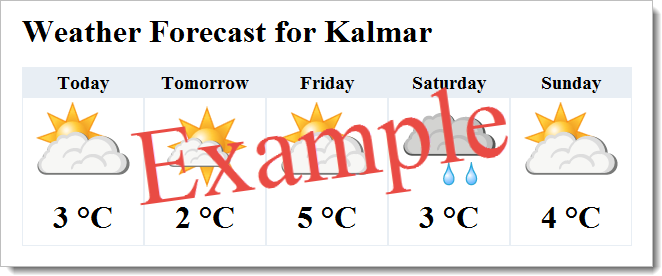 Weather Forecast for Kalmar
Today Tomorrow Friday Saturday Sunday
Example
3 °C 2 °C 5 °C 3 °C 4 °C